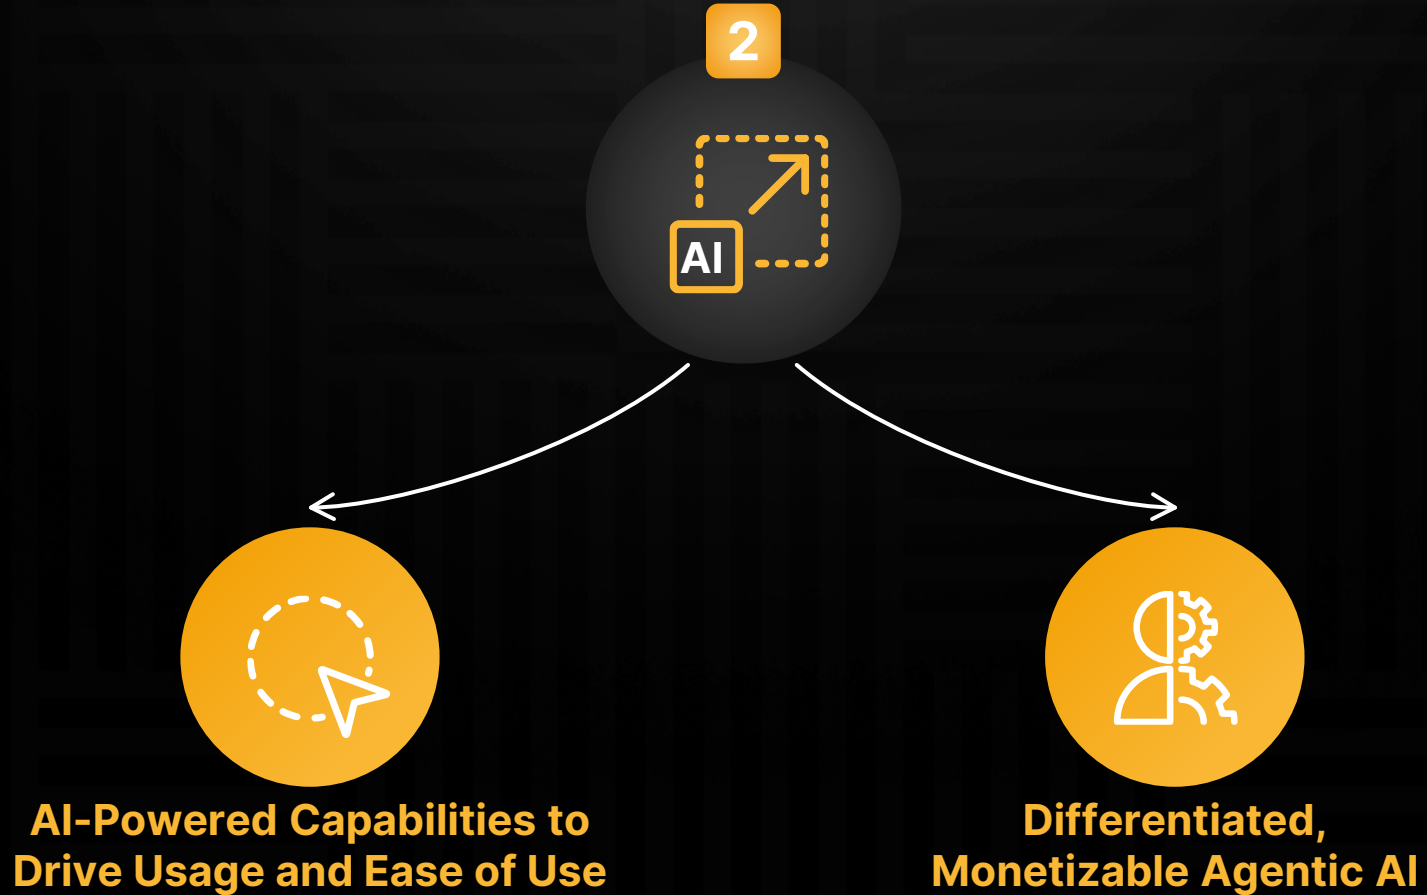 2
AI
AI-Powered Capabilities to
Drive Usage and Ease of Use
Differentiated,
Monetizable Agentic AI